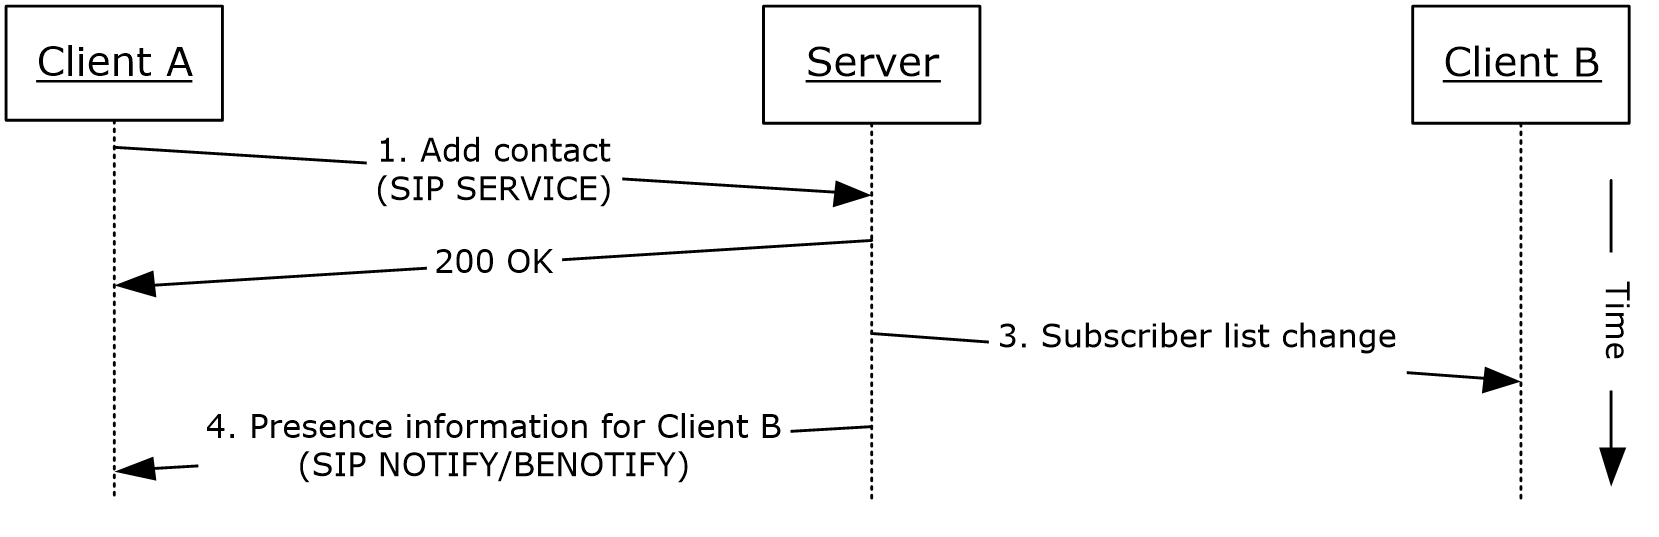 Client A
Server
Client B
1. Add contact
(SIP SERVICE)
200 OK
3. Subscriber list change
Time
4. Presence information for Client B
(SIP NOTIFY/BENOTIFY)